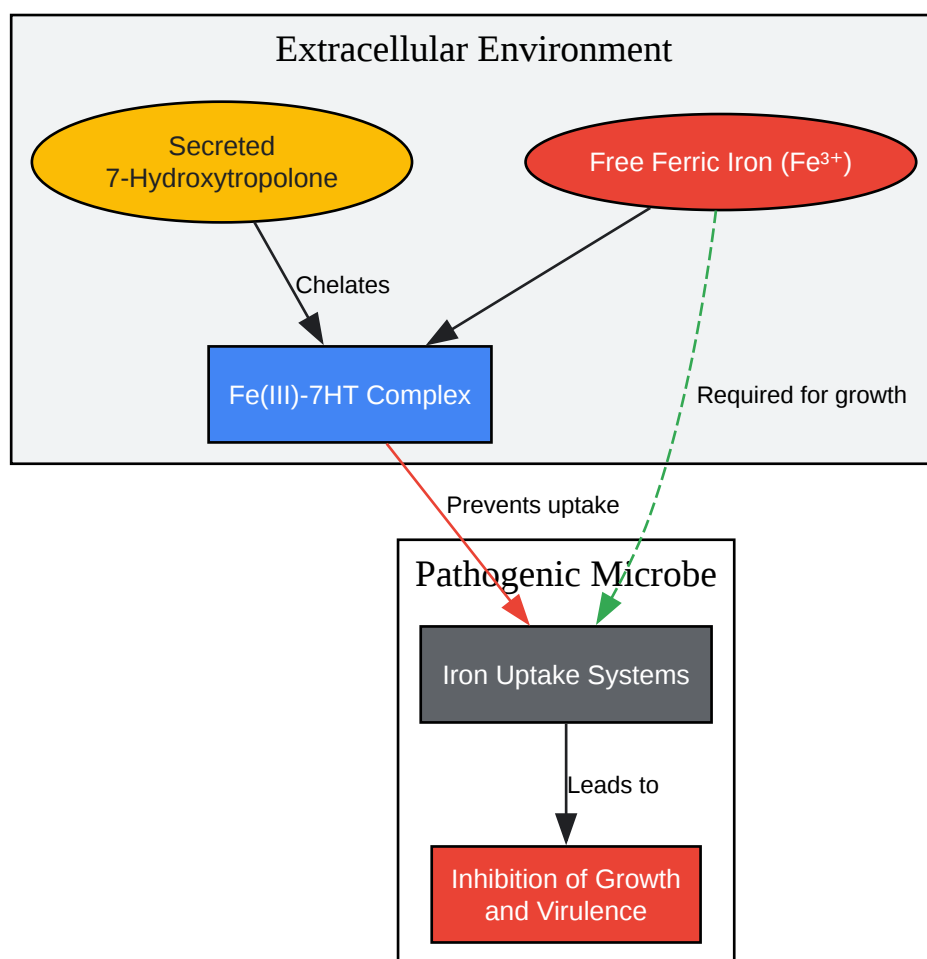 Extracellular Environment
Secreted
7-Hydroxytropolone
Free Ferric Iron (Fe³⁺)
Chelates
Fe(III)-7HT Complex
Required for growth
Prevents uptake
Pathogenic Microbe
Iron Uptake Systems
Leads to
Inhibition of Growth
and Virulence